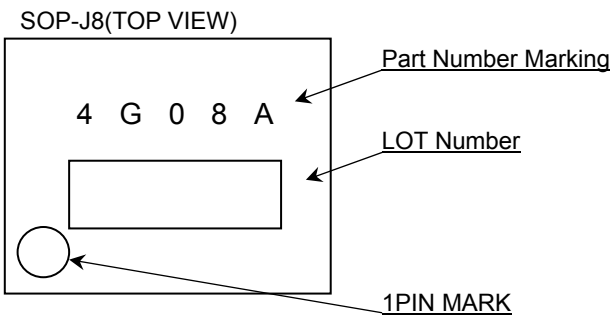 SOP-J8(TOP VIEW)
Part Number Marking
4 G 0 8 A
LOT Number
1PIN MARK